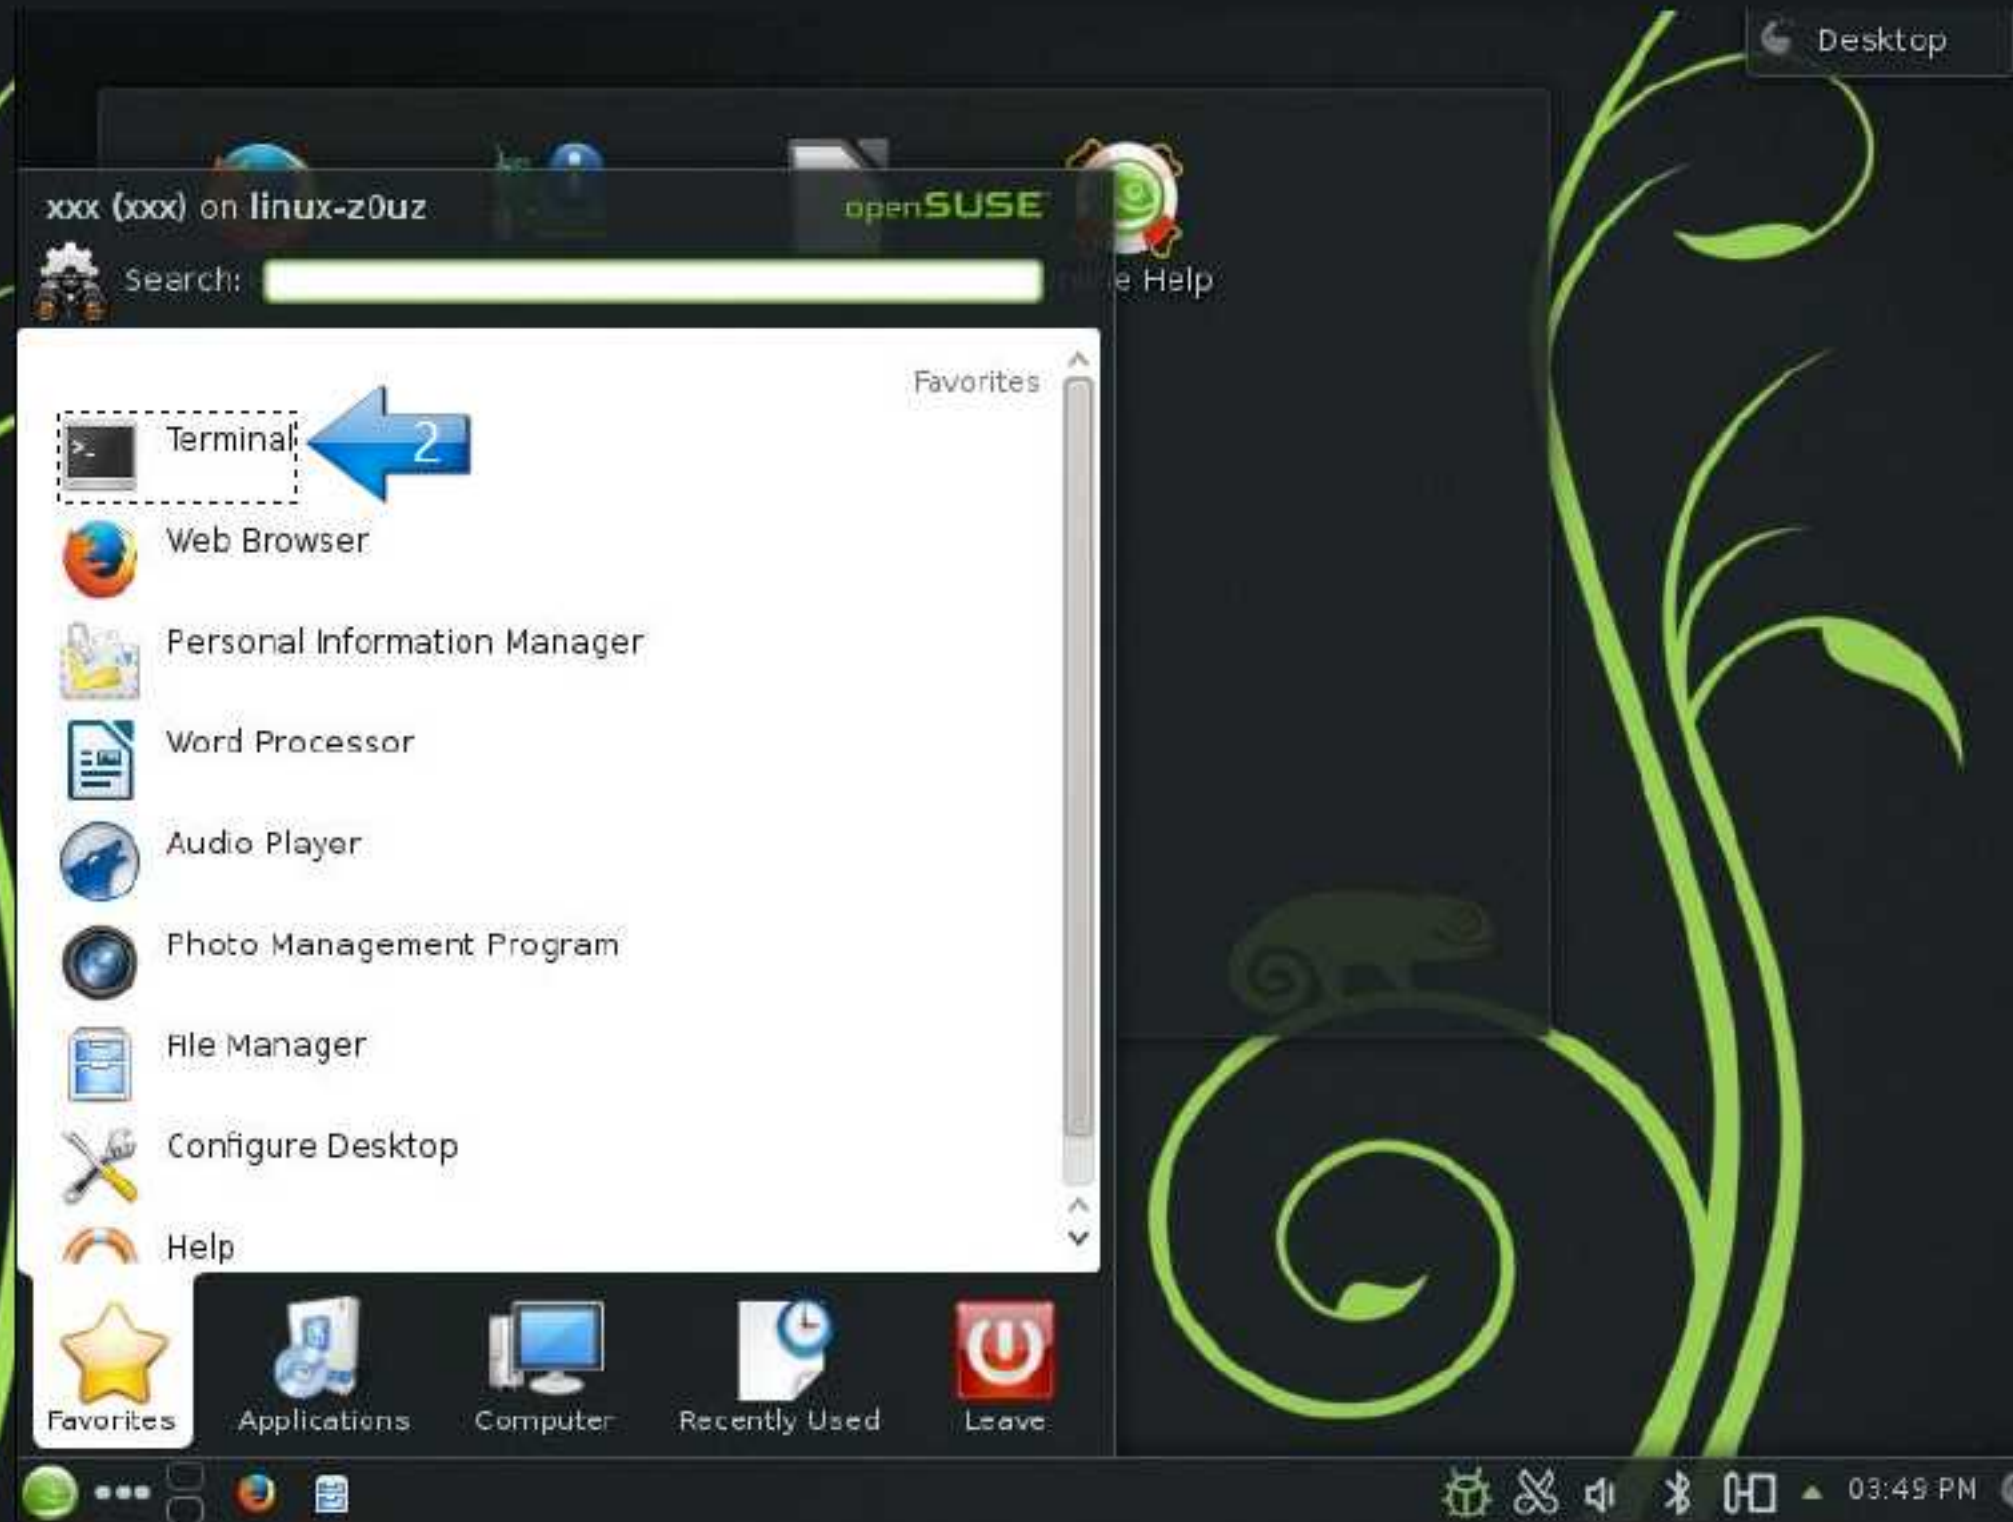 Desktop
xxx (xxx) on linux-z0uz
openSUSE
Search:
e Help
Favorites
Terminal
2
Web Browser
Personal Information Manager
Word Processor
Audio Player
Photo Management Program
File Manager
Configure Desktop
Help
Favorites
Applications
Computer
Recently Used
Leave
03:49 PM